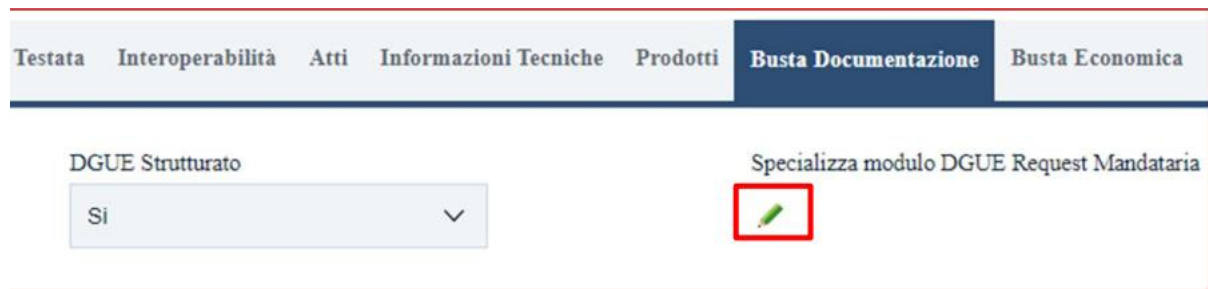 Testata Interoperabilità Atti Informazioni Tecniche Prodotti Busta Documentazione Busta Economica
DGUE Strutturato Specializza modulo DGUE Request Mandataria
Si